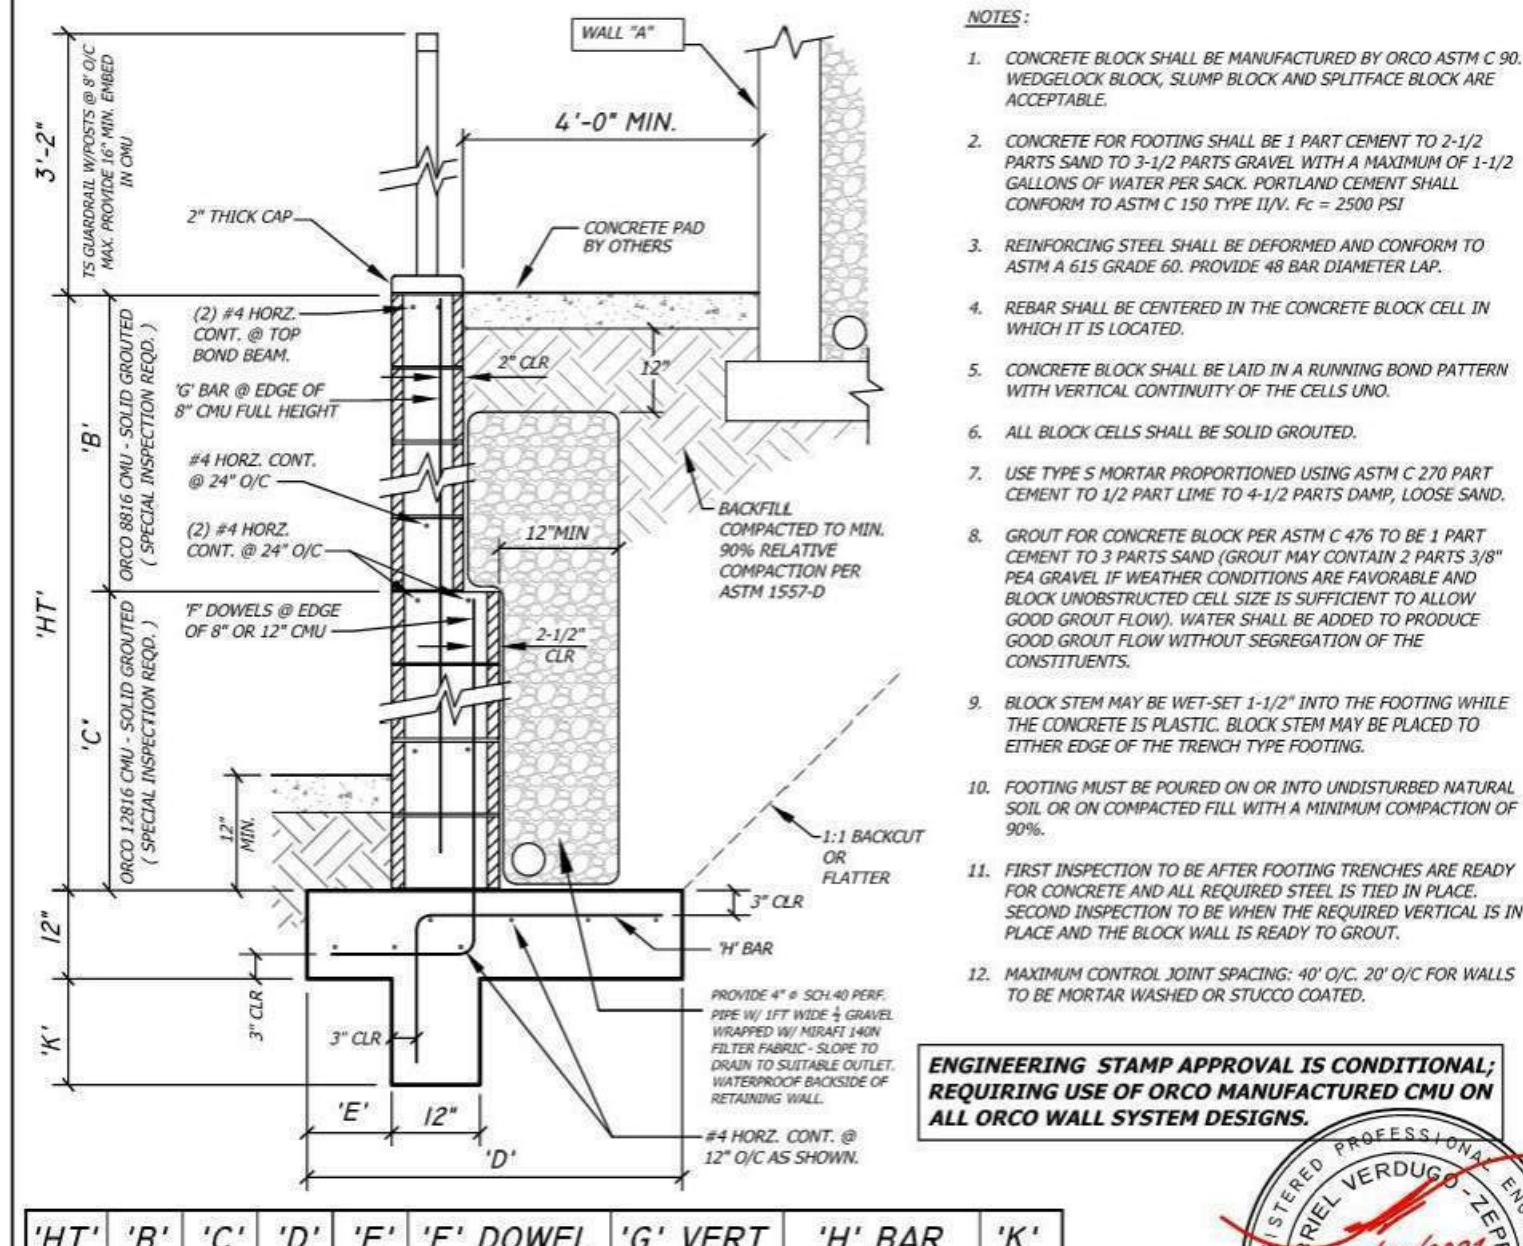 WALL "A"
4'-0" MIN.
3'-2"
TS GUARDRAIL W/POSTS @ 8' O/C
MAX. PROVIDE 16" MIN. EMBED
IN CMU
2" THICK CAP
CONCRETE PAD
BY OTHERS
(2) #4 HORZ.
CONT. @ TOP
BOND BEAM.
2" CLR
12"
'G' BAR @ EDGE OF
8" CMU FULL HEIGHT
'B'
ORCO 8816 CMU - SOLID GROUTED
( SPECIAL INSPECTION REQD. )
#4 HORZ. CONT.
@ 24" O/C
(2) #4 HORZ.
CONT. @ 24" O/C
12"MIN
BACKFILL
COMPACTED TO MIN.
90% RELATIVE
COMPACTION PER
ASTM 1557-D
'HT'
'F' DOWELS @ EDGE
OF 8" OR 12" CMU
2-1/2"
CLR
'C'
ORCO 12816 CMU - SOLID GROUTED
( SPECIAL INSPECTION REQD. )
12"
MIN.
1:1 BACKCUT
OR
FLATTER
3" CLR
12"
'H' BAR
3" CLR
3" CLR
'K'
PROVIDE 4" ø SCH.40 PERF.
PIPE W/ 1FT WIDE ½ GRAVEL
WRAPPED W/ MIRAFI 140N
FILTER FABRIC - SLOPE TO
DRAIN TO SUITABLE OUTLET.
WATERPROOF BACKSIDE OF
RETAINING WALL.
'E'
12"
#4 HORZ. CONT. @
12" O/C AS SHOWN.
'D'
NOTES :
1. CONCRETE BLOCK SHALL BE MANUFACTURED BY ORCO ASTM C 90.
WEDGELOCK BLOCK, SLUMP BLOCK AND SPLITFACE BLOCK ARE
ACCEPTABLE.
2. CONCRETE FOR FOOTING SHALL BE 1 PART CEMENT TO 2-1/2
PARTS SAND TO 3-1/2 PARTS GRAVEL WITH A MAXIMUM OF 1-1/2
GALLONS OF WATER PER SACK. PORTLAND CEMENT SHALL
CONFORM TO ASTM C 150 TYPE II/V. Fc = 2500 PSI
3. REINFORCING STEEL SHALL BE DEFORMED AND CONFORM TO
ASTM A 615 GRADE 60. PROVIDE 48 BAR DIAMETER LAP.
4. REBAR SHALL BE CENTERED IN THE CONCRETE BLOCK CELL IN
WHICH IT IS LOCATED.
5. CONCRETE BLOCK SHALL BE LAID IN A RUNNING BOND PATTERN
WITH VERTICAL CONTINUITY OF THE CELLS UNO.
6. ALL BLOCK CELLS SHALL BE SOLID GROUTED.
7. USE TYPE S MORTAR PROPORTIONED USING ASTM C 270 PART
CEMENT TO 1/2 PART LIME TO 4-1/2 PARTS DAMP, LOOSE SAND.
8. GROUT FOR CONCRETE BLOCK PER ASTM C 476 TO BE 1 PART
CEMENT TO 3 PARTS SAND (GROUT MAY CONTAIN 2 PARTS 3/8"
PEA GRAVEL IF WEATHER CONDITIONS ARE FAVORABLE AND
BLOCK UNOBSTRUCTED CELL SIZE IS SUFFICIENT TO ALLOW
GOOD GROUT FLOW). WATER SHALL BE ADDED TO PRODUCE
GOOD GROUT FLOW WITHOUT SEGREGATION OF THE
CONSTITUENTS.
9. BLOCK STEM MAY BE WET-SET 1-1/2" INTO THE FOOTING WHILE
THE CONCRETE IS PLASTIC. BLOCK STEM MAY BE PLACED TO
EITHER EDGE OF THE TRENCH TYPE FOOTING.
10. FOOTING MUST BE POURED ON OR INTO UNDISTURBED NATURAL
SOIL OR ON COMPACTED FILL WITH A MINIMUM COMPACTION OF
90%.
11. FIRST INSPECTION TO BE AFTER FOOTING TRENCHES ARE READY
FOR CONCRETE AND ALL REQUIRED STEEL IS TIED IN PLACE.
SECOND INSPECTION TO BE WHEN THE REQUIRED VERTICAL IS IN
PLACE AND THE BLOCK WALL IS READY TO GROUT.
12. MAXIMUM CONTROL JOINT SPACING: 40' O/C. 20' O/C FOR WALLS
TO BE MORTAR WASHED OR STUCCO COATED.
ENGINEERING STAMP APPROVAL IS CONDITIONAL;
REQUIRING USE OF ORCO MANUFACTURED CMU ON
ALL ORCO WALL SYSTEM DESIGNS.
PROFESSIONAL
VERDUGO
'HT' 'B' 'C' 'D' 'E' 'F' DOWEL 'G' VERT 'H' BAR 'K'